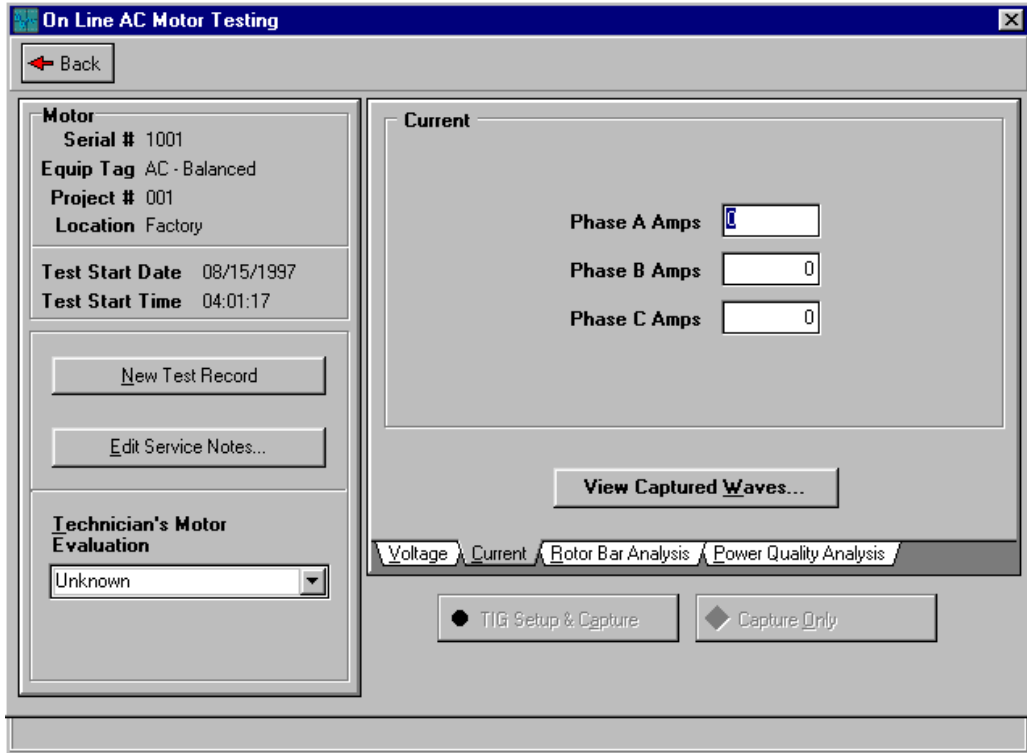 On Line AC Motor Testing
Back
Motor
Serial # 1001
Equip Tag AC - Balanced
Project # 001
Location Factory
Test Start Date 08/15/1997
Test Start Time 04:01:17
New Test Record
Edit Service Notes...
Technician's Motor
Evaluation
Unknown
Current
Phase A Amps 0
Phase B Amps 0
Phase C Amps 0
View Captured Waves...
Voltage Current Rotor Bar Analysis Power Quality Analysis
TIG Setup & Capture Capture Only